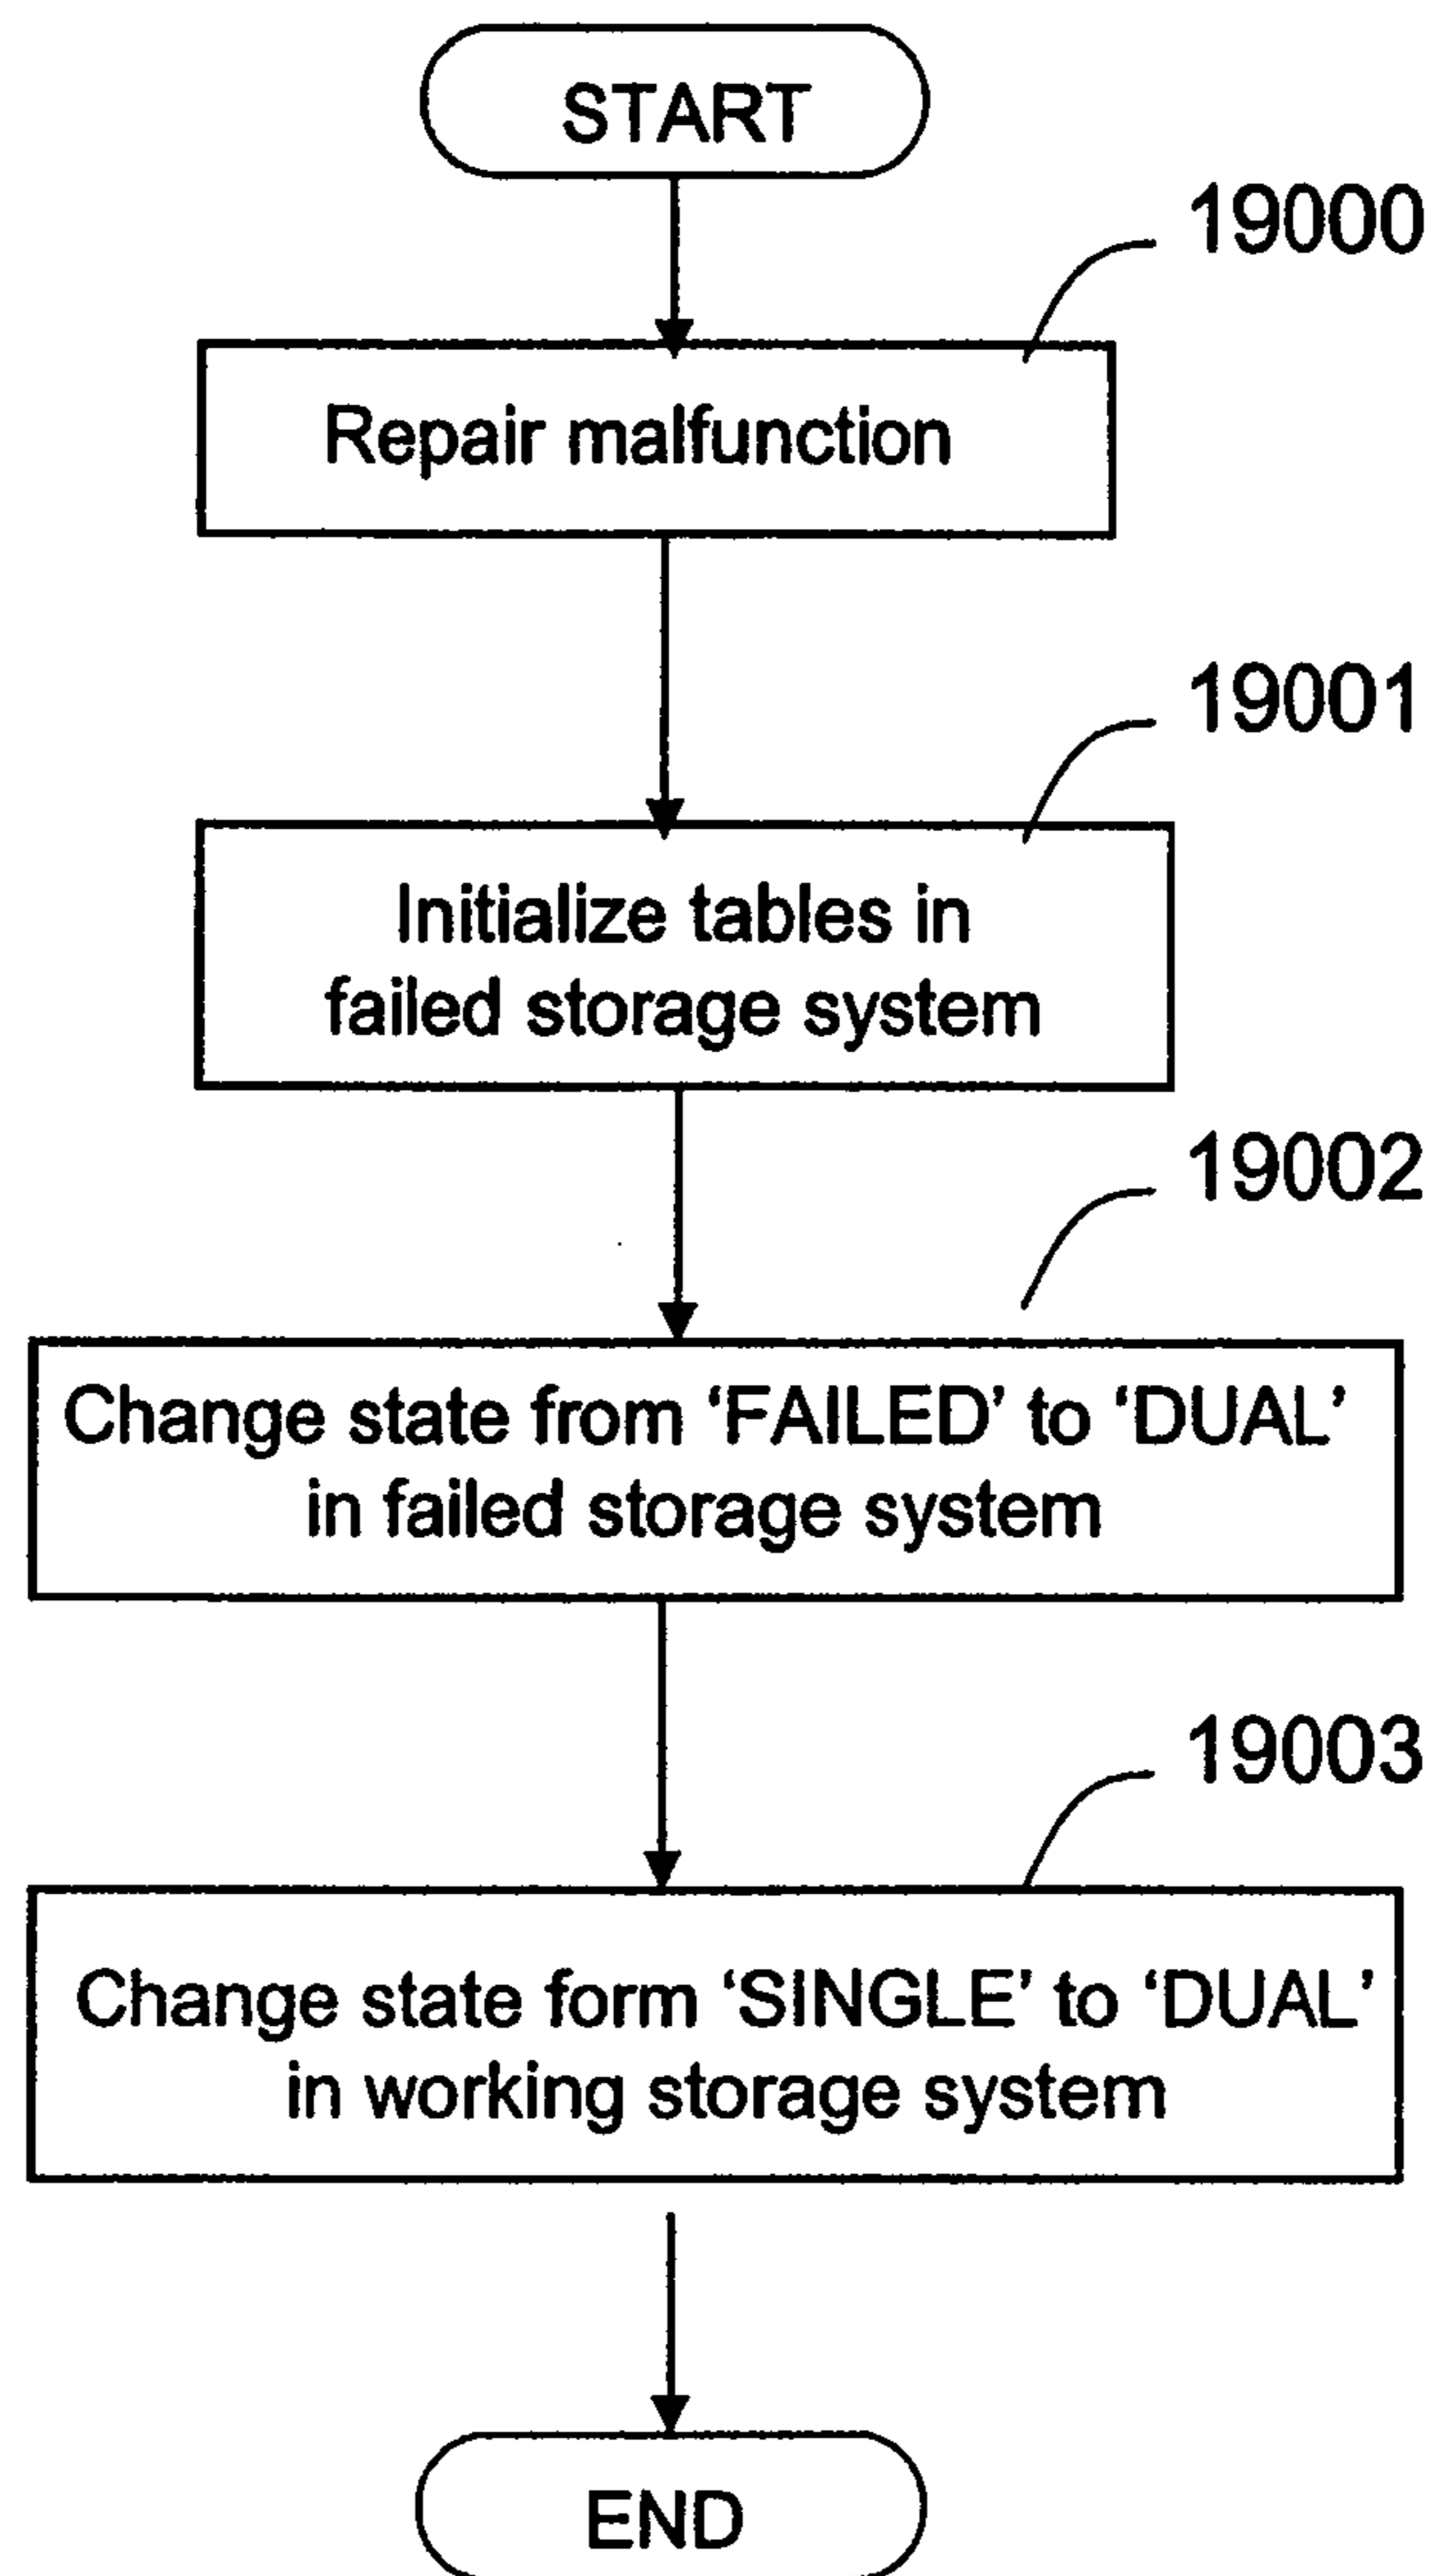 START
19000
Repair malfunction
19001
Initialize tables in
failed storage system
19002
Change state from ‘FAILED’ to ‘DUAL’
in failed storage system
19003
Change state form ‘SINGLE’ to ‘DUAL’
in working storage system
END